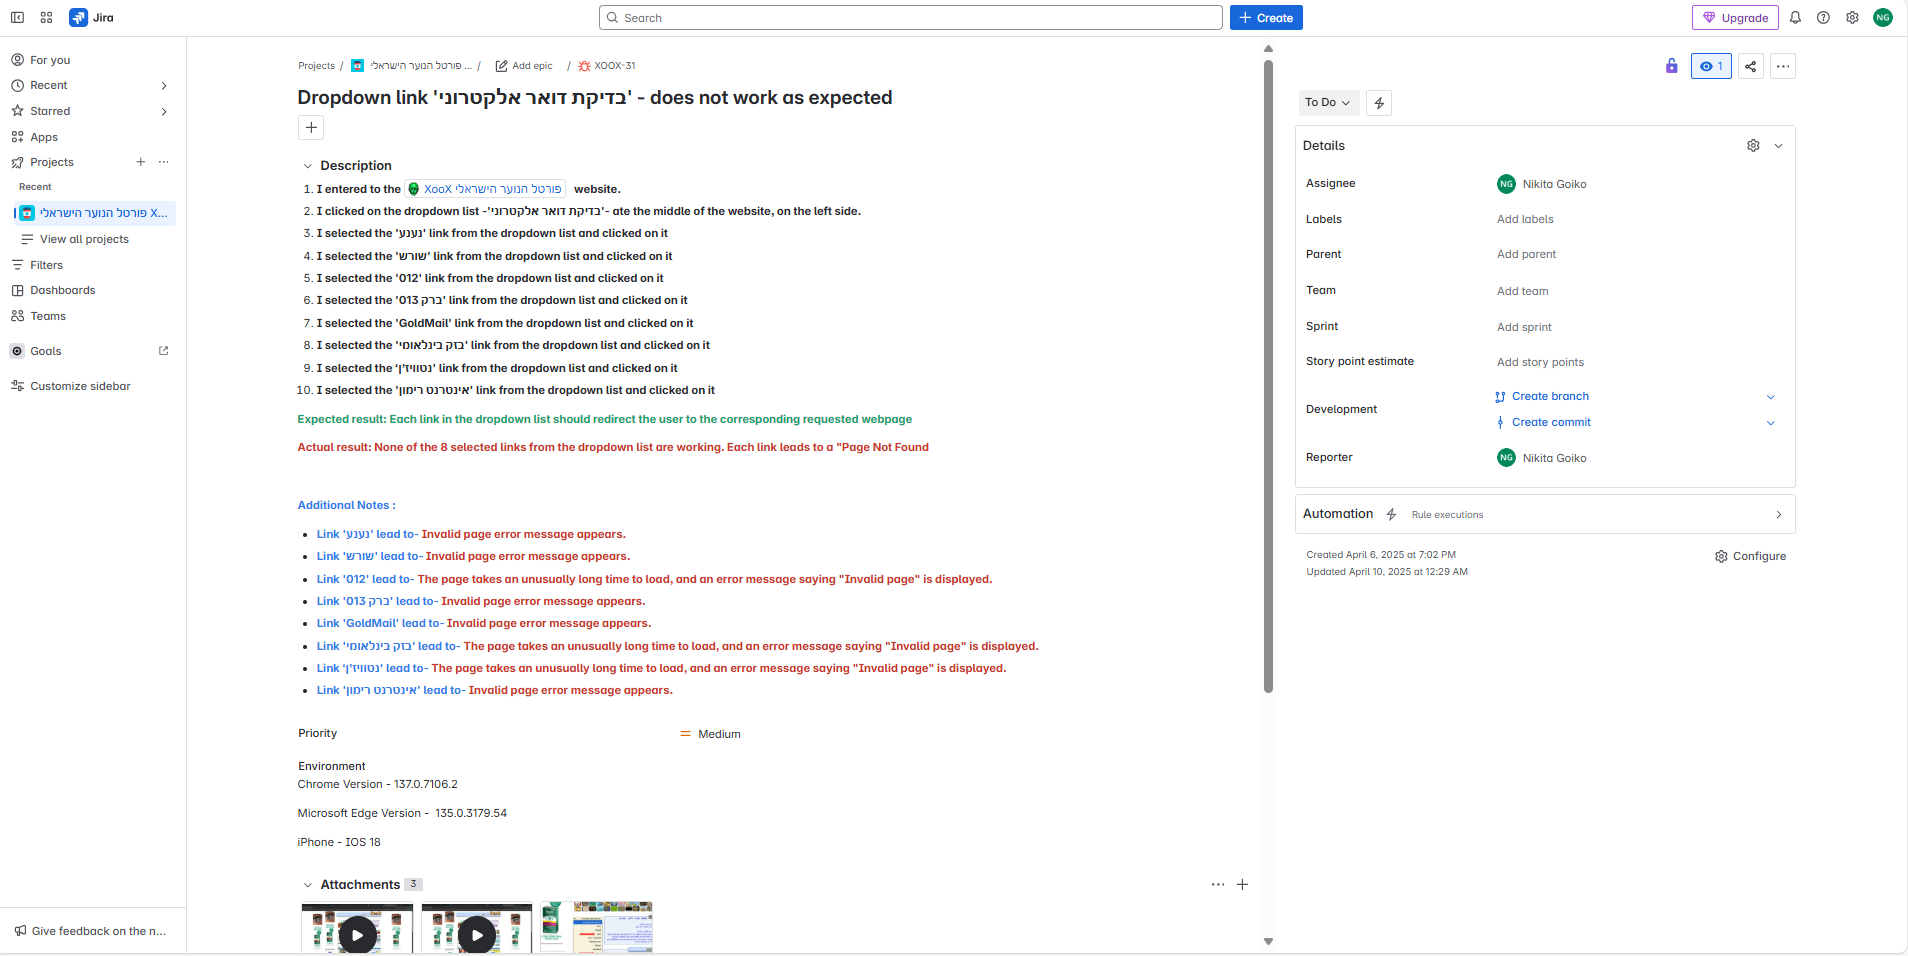 Jira
Search
Create
Upgrade
NG
For you
Recent
Starred
Apps
Projects
Recent
פורטל הנוער הישראלי X...
View all projects
Filters
Dashboards
Teams
Goals
Customize sidebar
Give feedback on the n...
Projects / פורטל הנוער הישראלי ... / Add epic / XOOX-31
Dropdown link 'בדיקת דואר אלקטרוני' - does not work as expected
Description
1. I entered to the XooX פורטל הנוער הישראלי website.
2. I clicked on the dropdown list -'בדיקת דואר אלקטרוני'- ate the middle of the website, on the left side.
3. I selected the 'נענע' link from the dropdown list and clicked on it
4. I selected the 'שורש' link from the dropdown list and clicked on it
5. I selected the '012' link from the dropdown list and clicked on it
6. I selected the '013 ברק' link from the dropdown list and clicked on it
7. I selected the 'GoldMail' link from the dropdown list and clicked on it
8. I selected the 'בזק בינלאומי' link from the dropdown list and clicked on it
9. I selected the 'נטוויז'ן' link from the dropdown list and clicked on it
10. I selected the 'אינטרנט רימון' link from the dropdown list and clicked on it
Expected result: Each link in the dropdown list should redirect the user to the corresponding requested webpage
Actual result: None of the 8 selected links from the dropdown list are working. Each link leads to a "Page Not Found
Additional Notes :
• Link 'נענע' lead to- Invalid page error message appears.
• Link 'שורש' lead to- Invalid page error message appears.
• Link '012' lead to- The page takes an unusually long time to load, and an error message saying "Invalid page" is displayed.
• Link '013 ברק' lead to- Invalid page error message appears.
• Link 'GoldMail' lead to- Invalid page error message appears.
• Link 'בזק בינלאומי' lead to- The page takes an unusually long time to load, and an error message saying "Invalid page" is displayed.
• Link 'נטוויז'ן' lead to- The page takes an unusually long time to load, and an error message saying "Invalid page" is displayed.
• Link 'אינטרנט רימון' lead to- Invalid page error message appears.
Priority Medium
Environment
Chrome Version - 137.0.7106.2
Microsoft Edge Version - 135.0.3179.54
iPhone - IOS 18
Attachments 3
1
To Do
Details
Assignee NG Nikita Goiko
Labels Add labels
Parent Add parent
Team Add team
Sprint Add sprint
Story point estimate Add story points
Development Create branch
Create commit
Reporter NG Nikita Goiko
Automation Rule executions
Created April 6, 2025 at 7:02 PM
Updated April 10, 2025 at 12:29 AM
Configure